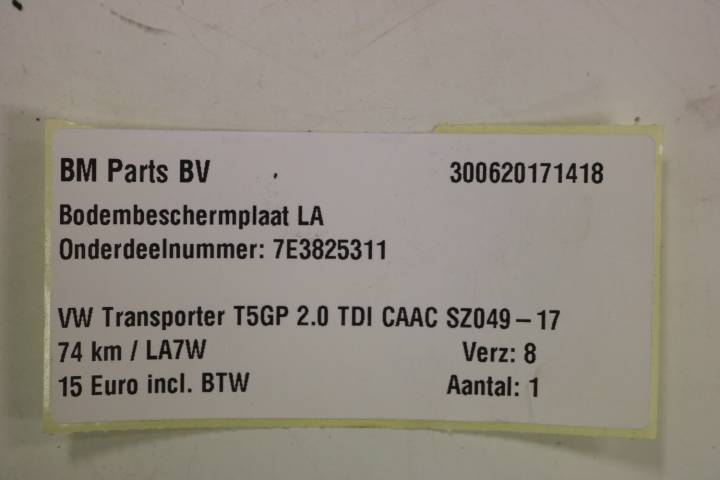 BM Parts BV 300620171418
Bodembeschermplaat LA
Onderdeelnummer: 7E3825311
VW Transporter T5GP 2.0 TDI CAAC SZ049 – 17
74 km / LA7W Verz: 8
15 Euro incl. BTW Aantal: 1